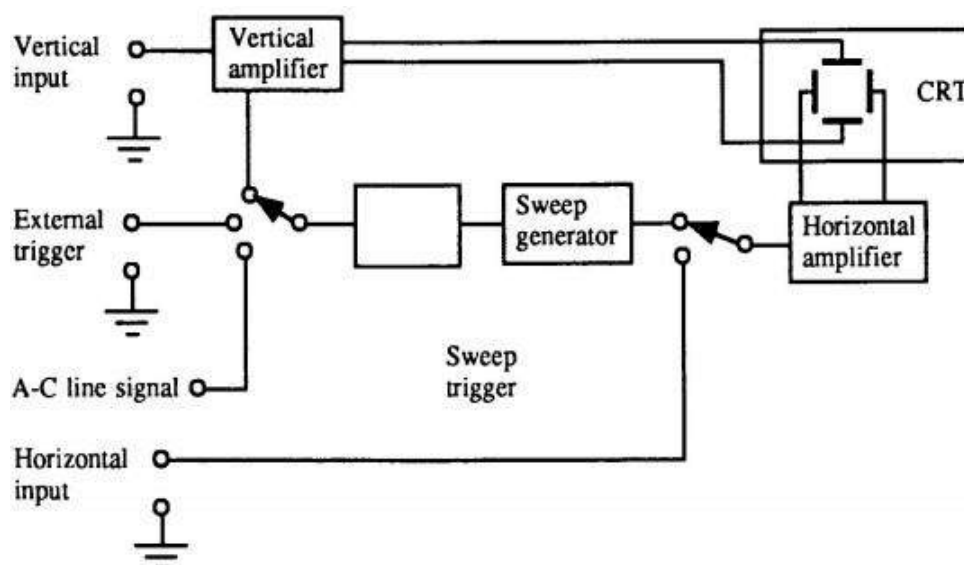 Vertical
input
Vertical
amplifier
CRT
External
trigger
Sweep
generator
Horizontal
amplifier
A-C line signal
Sweep
trigger
Horizontal
input